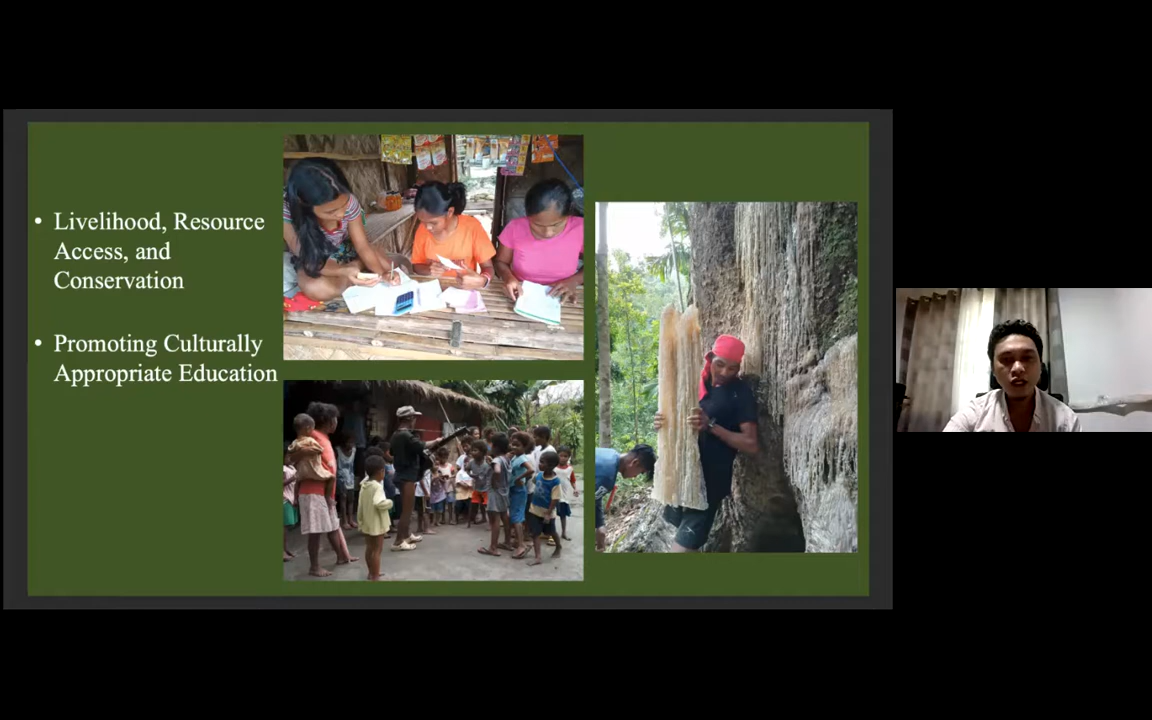 • Livelihood, Resource
Access, and
Conservation
• Promoting Culturally
Appropriate Education